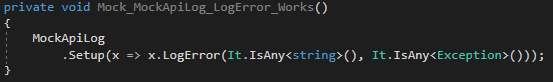 private void Mock_MockApiLog_LogError_Works()
{
MockApiLog
.Setup(x => x.LogError(It.IsAny<string>(), It.IsAny<Exception>()));
}